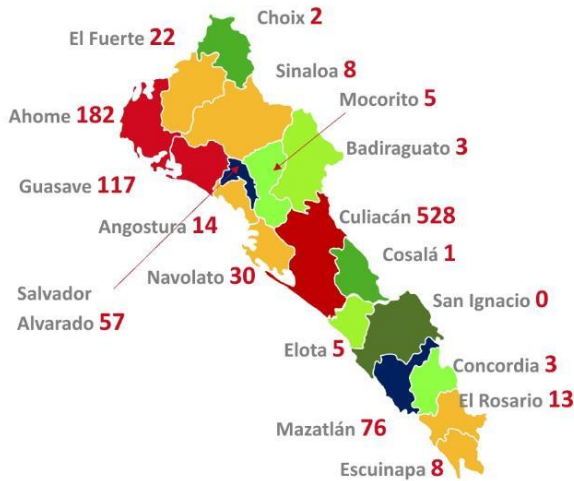 Choix 2
El Fuerte 22
Sinaloa 8
Mocorito 5
Ahome 182
Badiraguato 3
Guasave 117
Culiacán 528
Angostura 14
Cosalá 1
Navolato 30
Salvador
Alvarado 57
San Ignacio 0
Elota 5
Concordia 3
El Rosario 13
Mazatlán 76
Escuinapa 8